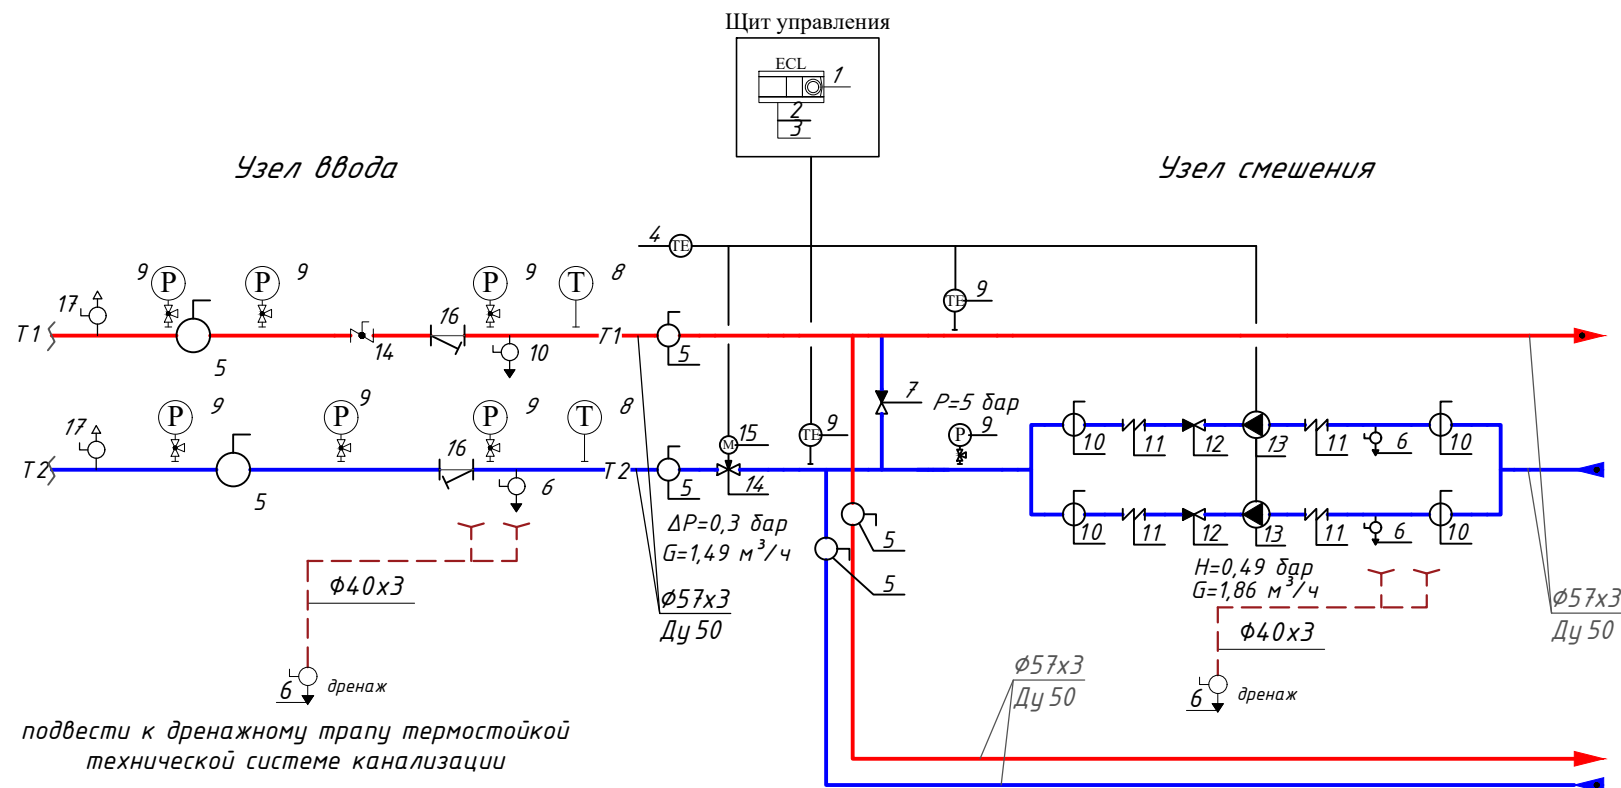 Щит управления
ECL
1
2
3
Узел ввода
Узел смешения
4 TE
9 P
P 9
P 9
T 8
TE 9
17
16
T1
5
14
10
T1
5
7
P=5 бар
9 P
P 9
P 9
T 8
TE 9
15 M
P 9
17
16
T2
5
6
T2
5
14
10
11
12
13
11
6
10
ΔP=0,3 бар
G=1,49 м³/ч
5
5
10
11
12
13
11
6
10
H=0,49 бар
G=1,86 м³/ч
Ф40х3
Ф57х3
Ду 50
Ф40х3
Ф57х3
Ду 50
6 дренаж
Ф57х3
Ду 50
6 дренаж
подвести к дренажному трапу термостойкой
технической системе канализации